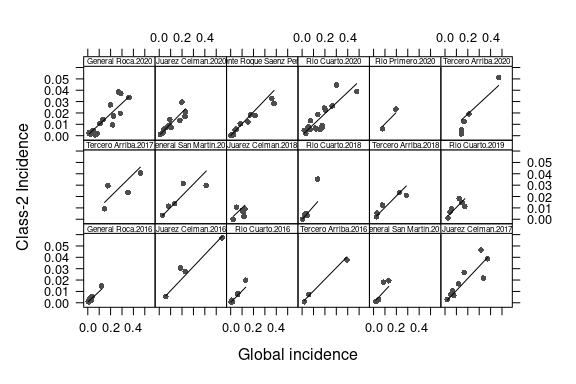 0.0 0.2 0.4 0.0 0.2 0.4 0.0 0.2 0.4
General Roca.2020 Juarez Celman.2020 nte Roque Saenz Pe Rio Cuarto.2020 Rio Primero.2020 Tercero Arriba.2020
0.05
0.04
0.03
0.02
0.01
0.00
Tercero Arriba.2017 eneral San Martin.20 Juarez Celman.2018 Rio Cuarto.2018 Tercero Arriba.2018 Rio Cuarto.2019
0.05
0.04
0.03
0.02
0.01
0.00
General Roca.2016 Juarez Celman.2016 Rio Cuarto.2016 Tercero Arriba.2016 eneral San Martin.20 Juarez Celman.2017
0.05
0.04
0.03
0.02
0.01
0.00
0.0 0.2 0.4 0.0 0.2 0.4 0.0 0.2 0.4
Class-2 Incidence
Global incidence